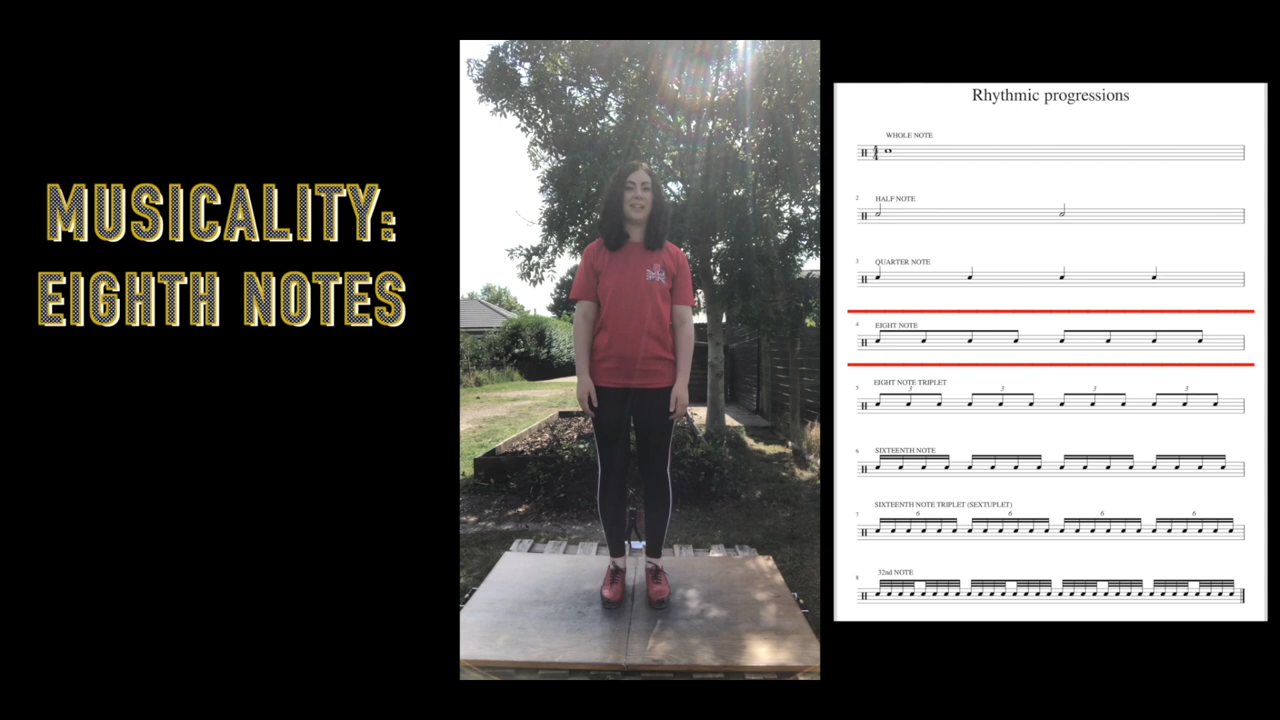 MUSICALITY:
EIGHTH NOTES
Rhythmic progressions
WHOLE NOTE
4
4
2
HALF NOTE
3
QUARTER NOTE
4
EIGHT NOTE
5
EIGHT NOTE TRIPLET
3 3 3 3
6
SIXTEENTH NOTE
7
SIXTEENTH NOTE TRIPLET (SEXTUPLET)
6 6 6 6
8
32nd NOTE